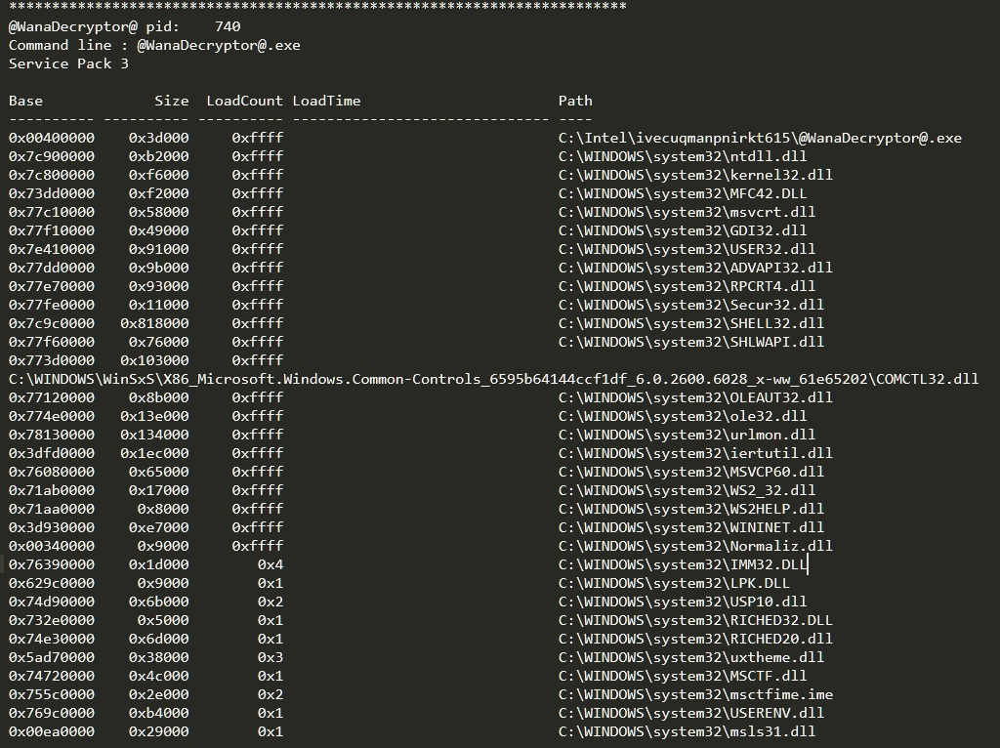 ************************************************************************
@WanaDecryptor@ pid:    740
Command line : @WanaDecryptor@.exe
Service Pack 3

Base             Size  LoadCount LoadTime                       Path
---------- ---------- ---------- ------------------------------ ----
0x00400000    0x3d000     0xffff                                C:\Intel\ivecuqmanpnirkt615\@WanaDecryptor@.exe
0x7c900000    0xb2000     0xffff                                C:\WINDOWS\system32\ntdll.dll
0x7c800000    0xf6000     0xffff                                C:\WINDOWS\system32\kernel32.dll
0x73dd0000    0xf2000     0xffff                                C:\WINDOWS\system32\MFC42.DLL
0x77c10000    0x58000     0xffff                                C:\WINDOWS\system32\msvcrt.dll
0x77f10000    0x49000     0xffff                                C:\WINDOWS\system32\GDI32.dll
0x7e410000    0x91000     0xffff                                C:\WINDOWS\system32\USER32.dll
0x77dd0000    0x9b000     0xffff                                C:\WINDOWS\system32\ADVAPI32.dll
0x77e70000    0x93000     0xffff                                C:\WINDOWS\system32\RPCRT4.dll
0x77fe0000    0x11000     0xffff                                C:\WINDOWS\system32\Secur32.dll
0x7c9c0000   0x818000     0xffff                                C:\WINDOWS\system32\SHELL32.dll
0x77f60000    0x76000     0xffff                                C:\WINDOWS\system32\SHLWAPI.dll
0x773d0000   0x103000     0xffff
C:\WINDOWS\WinSxS\X86_Microsoft.Windows.Common-Controls_6595b64144ccf1df_6.0.2600.6028_x-ww_61e65202\COMCTL32.dll
0x77120000    0x8b000     0xffff                                C:\WINDOWS\system32\OLEAUT32.dll
0x774e0000   0x13e000     0xffff                                C:\WINDOWS\system32\ole32.dll
0x78130000   0x134000     0xffff                                C:\WINDOWS\system32\urlmon.dll
0x3dfd0000   0x1ec000     0xffff                                C:\WINDOWS\system32\iertutil.dll
0x76080000    0x65000     0xffff                                C:\WINDOWS\system32\MSVCP60.dll
0x71ab0000    0x17000     0xffff                                C:\WINDOWS\system32\WS2_32.dll
0x71aa0000     0x8000     0xffff                                C:\WINDOWS\system32\WS2HELP.dll
0x3d930000    0xe7000     0xffff                                C:\WINDOWS\system32\WININET.dll
0x00340000     0x9000     0xffff                                C:\WINDOWS\system32\Normaliz.dll
0x76390000    0x1d000        0x4                                C:\WINDOWS\system32\IMM32.DLL
0x629c0000     0x9000        0x1                                C:\WINDOWS\system32\LPK.DLL
0x74d90000    0x6b000        0x2                                C:\WINDOWS\system32\USP10.dll
0x732e0000     0x5000        0x1                                C:\WINDOWS\system32\RICHED32.DLL
0x74e30000    0x6d000        0x1                                C:\WINDOWS\system32\RICHED20.dll
0x5ad70000    0x38000        0x3                                C:\WINDOWS\system32\uxtheme.dll
0x74720000    0x4c000        0x1                                C:\WINDOWS\system32\MSCTF.dll
0x755c0000    0x2e000        0x2                                C:\WINDOWS\system32\msctfime.ime
0x769c0000    0xb4000        0x1                                C:\WINDOWS\system32\USERENV.dll
0x00ea0000    0x29000        0x1                                C:\WINDOWS\system32\msls31.dll